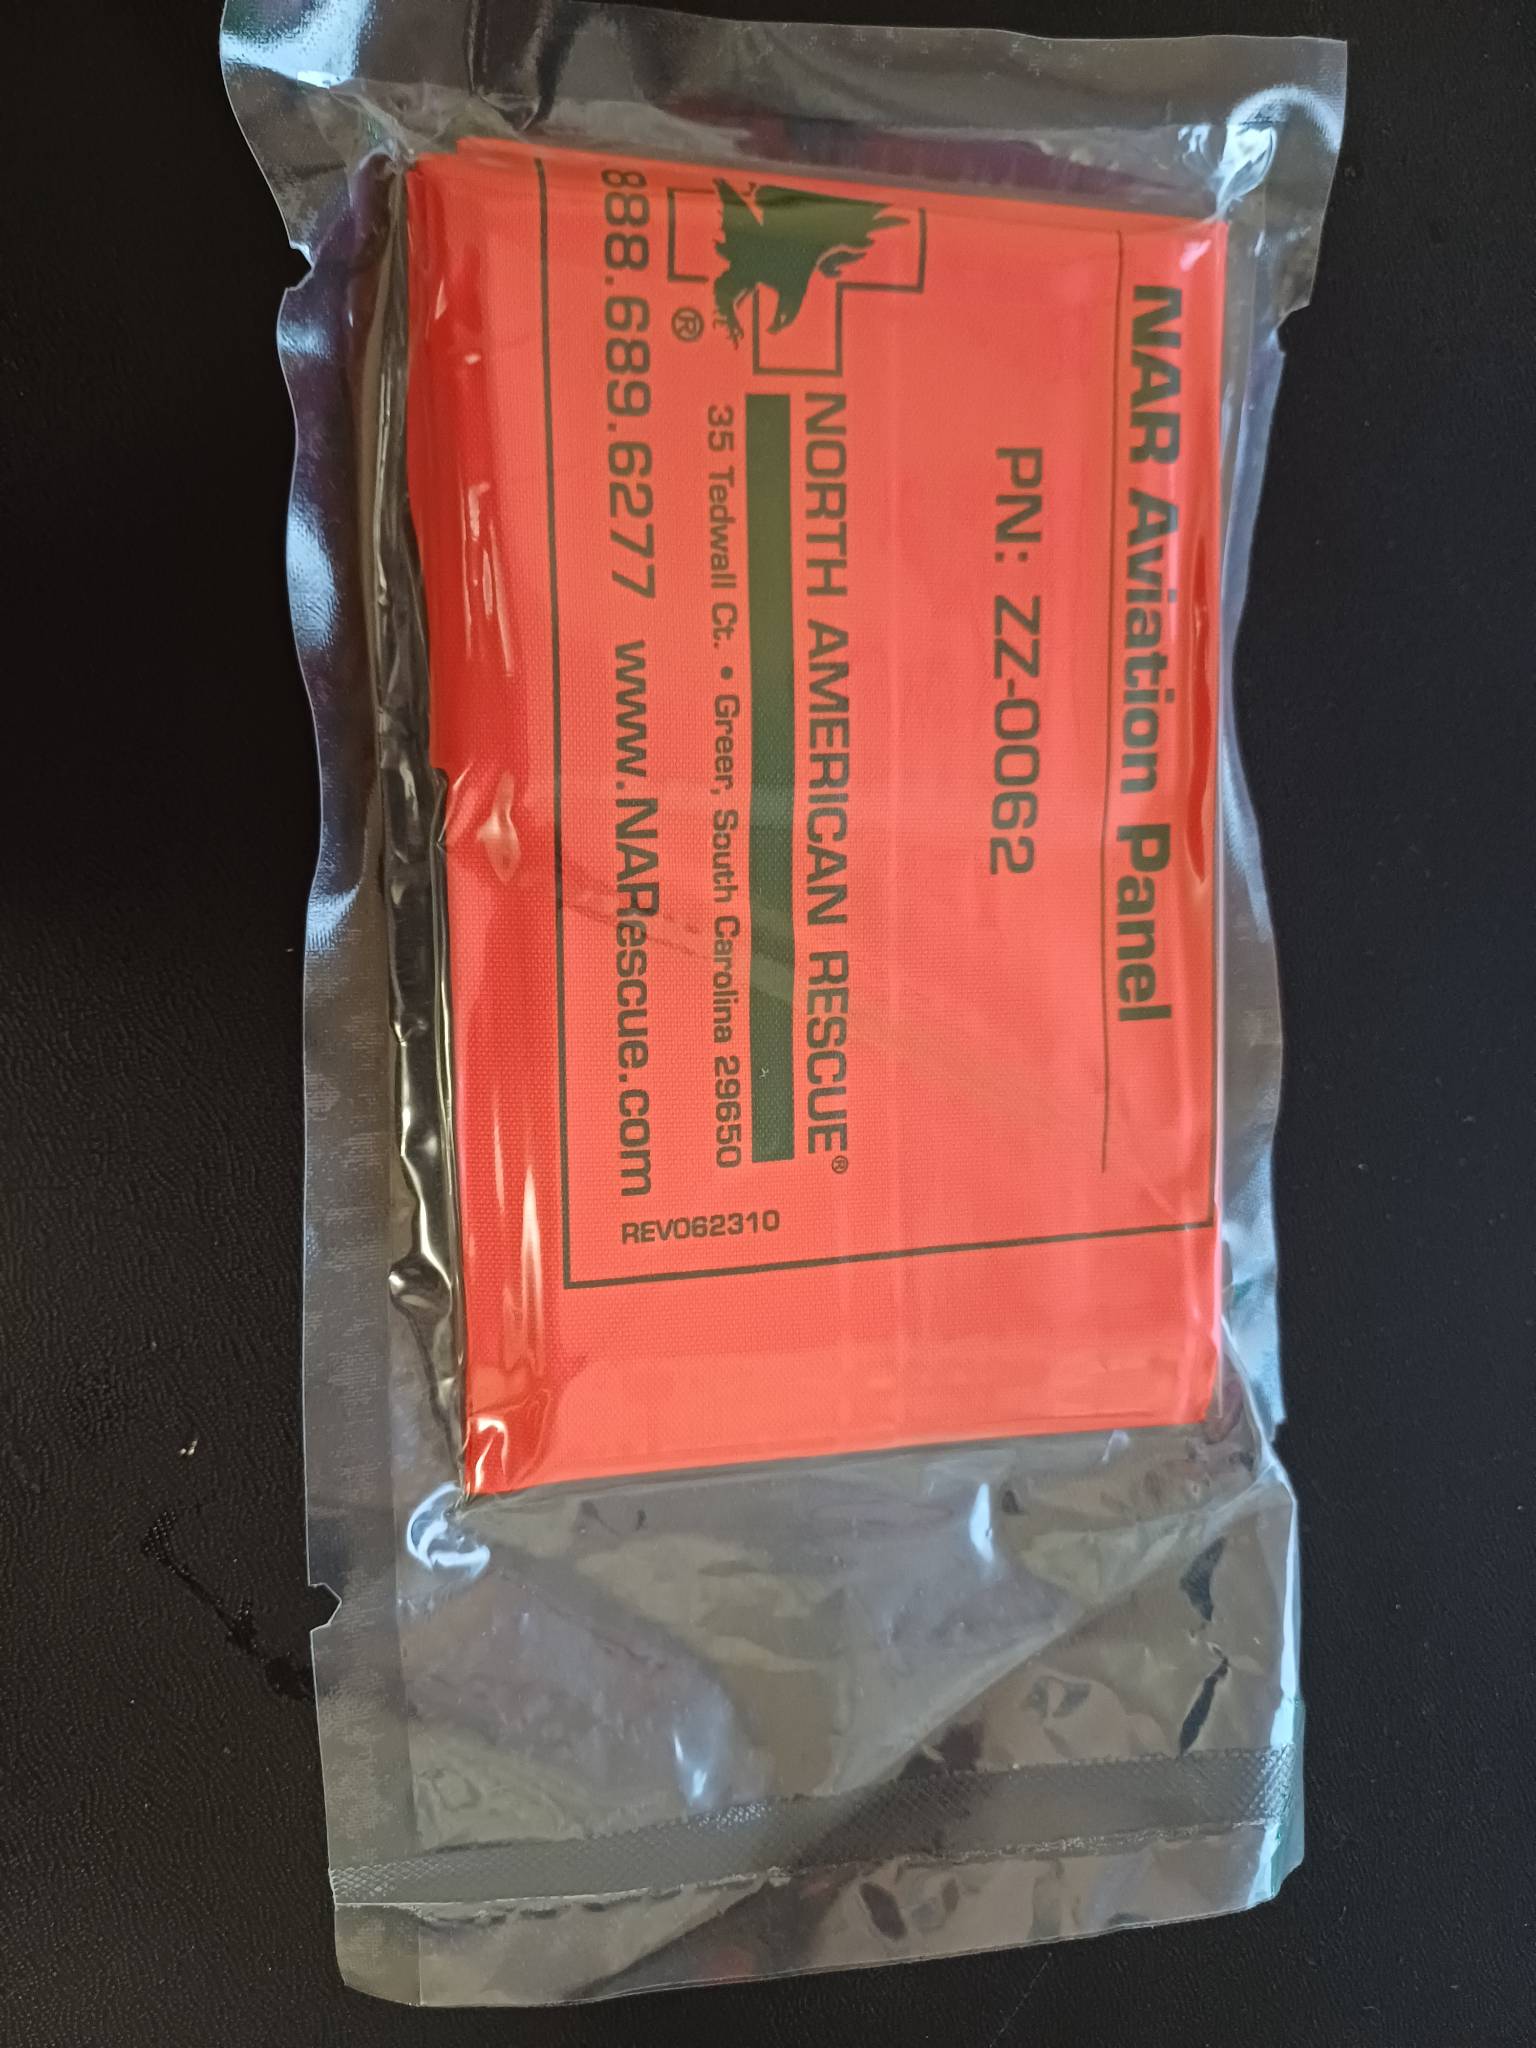 NAR Aviation Panel
PN: ZZ-0062
NORTH AMERICAN RESCUE®
35 Tedwall Ct. • Greer, South Carolina 29650
®
888.689.6277 www.NARescue.com
REV062310